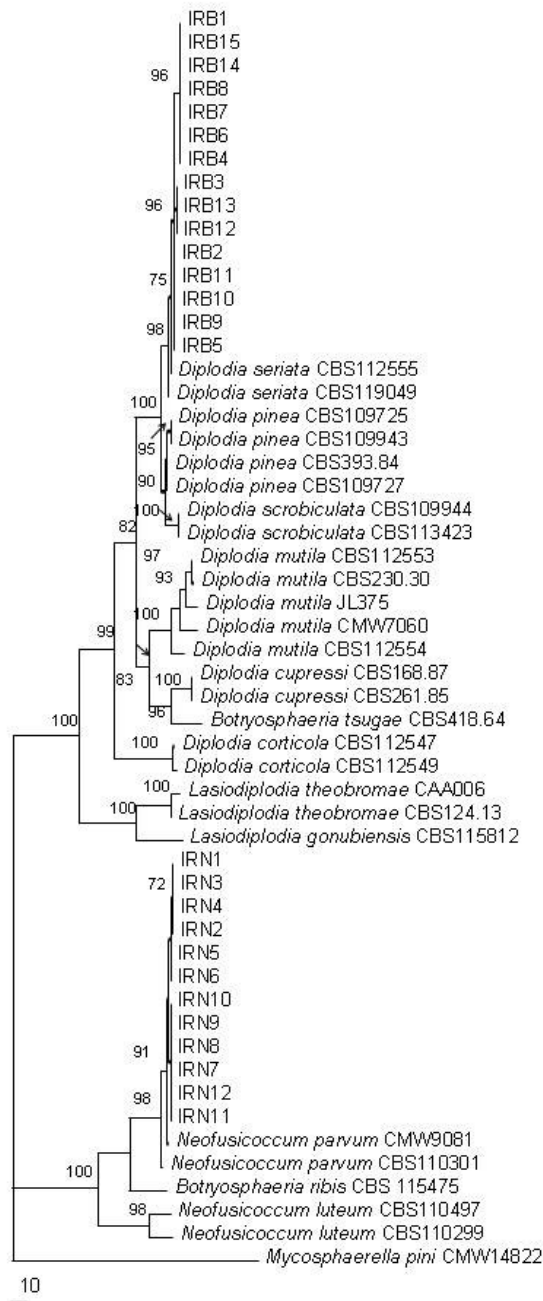 IRB1
IRB15
IRB14
96
IRB8
IRB7
IRB6
IRB4
IRB3
96
IRB13
IRB12
IRB2
75
IRB11
IRB10
98
IRB9
IRB5
Diplodia seriata CBS112555
Diplodia seriata CBS119049
100
Diplodia pinea CBS109725
95
Diplodia pinea CBS109943
Diplodia pinea CBS393.84
90
Diplodia pinea CBS109727
100
Diplodia scrobiculata CBS109944
82
Diplodia scrobiculata CBS113423
97
Diplodia mutila CBS112553
93
Diplodia mutila CBS230.30
Diplodia mutila JL375
100
Diplodia mutila CMW7060
99
Diplodia mutila CBS112554
83
100
Diplodia cupressi CBS168.87
Diplodia cupressi CBS261.85
96
Botryosphaeria tsugae CBS418.64
100
100
Diplodia corticola CBS112547
Diplodia corticola CBS112549
Lasiodiplodia theobromae CAA006
100
Lasiodiplodia theobromae CBS124.13
Lasiodiplodia gonubiensis CBS115812
IRN1
72
IRN3
IRN4
IRN2
IRN5
IRN6
IRN10
IRN9
91
IRN8
IRN7
98
IRN12
IRN11
Neofusicoccum parvum CMW9081
Neofusicoccum parvum CBS110301
100
Botryosphaeria ribis CBS 115475
98
Neofusicoccum luteum CBS110497
Neofusicoccum luteum CBS110299
Mycosphaerella pini CMW14822
10